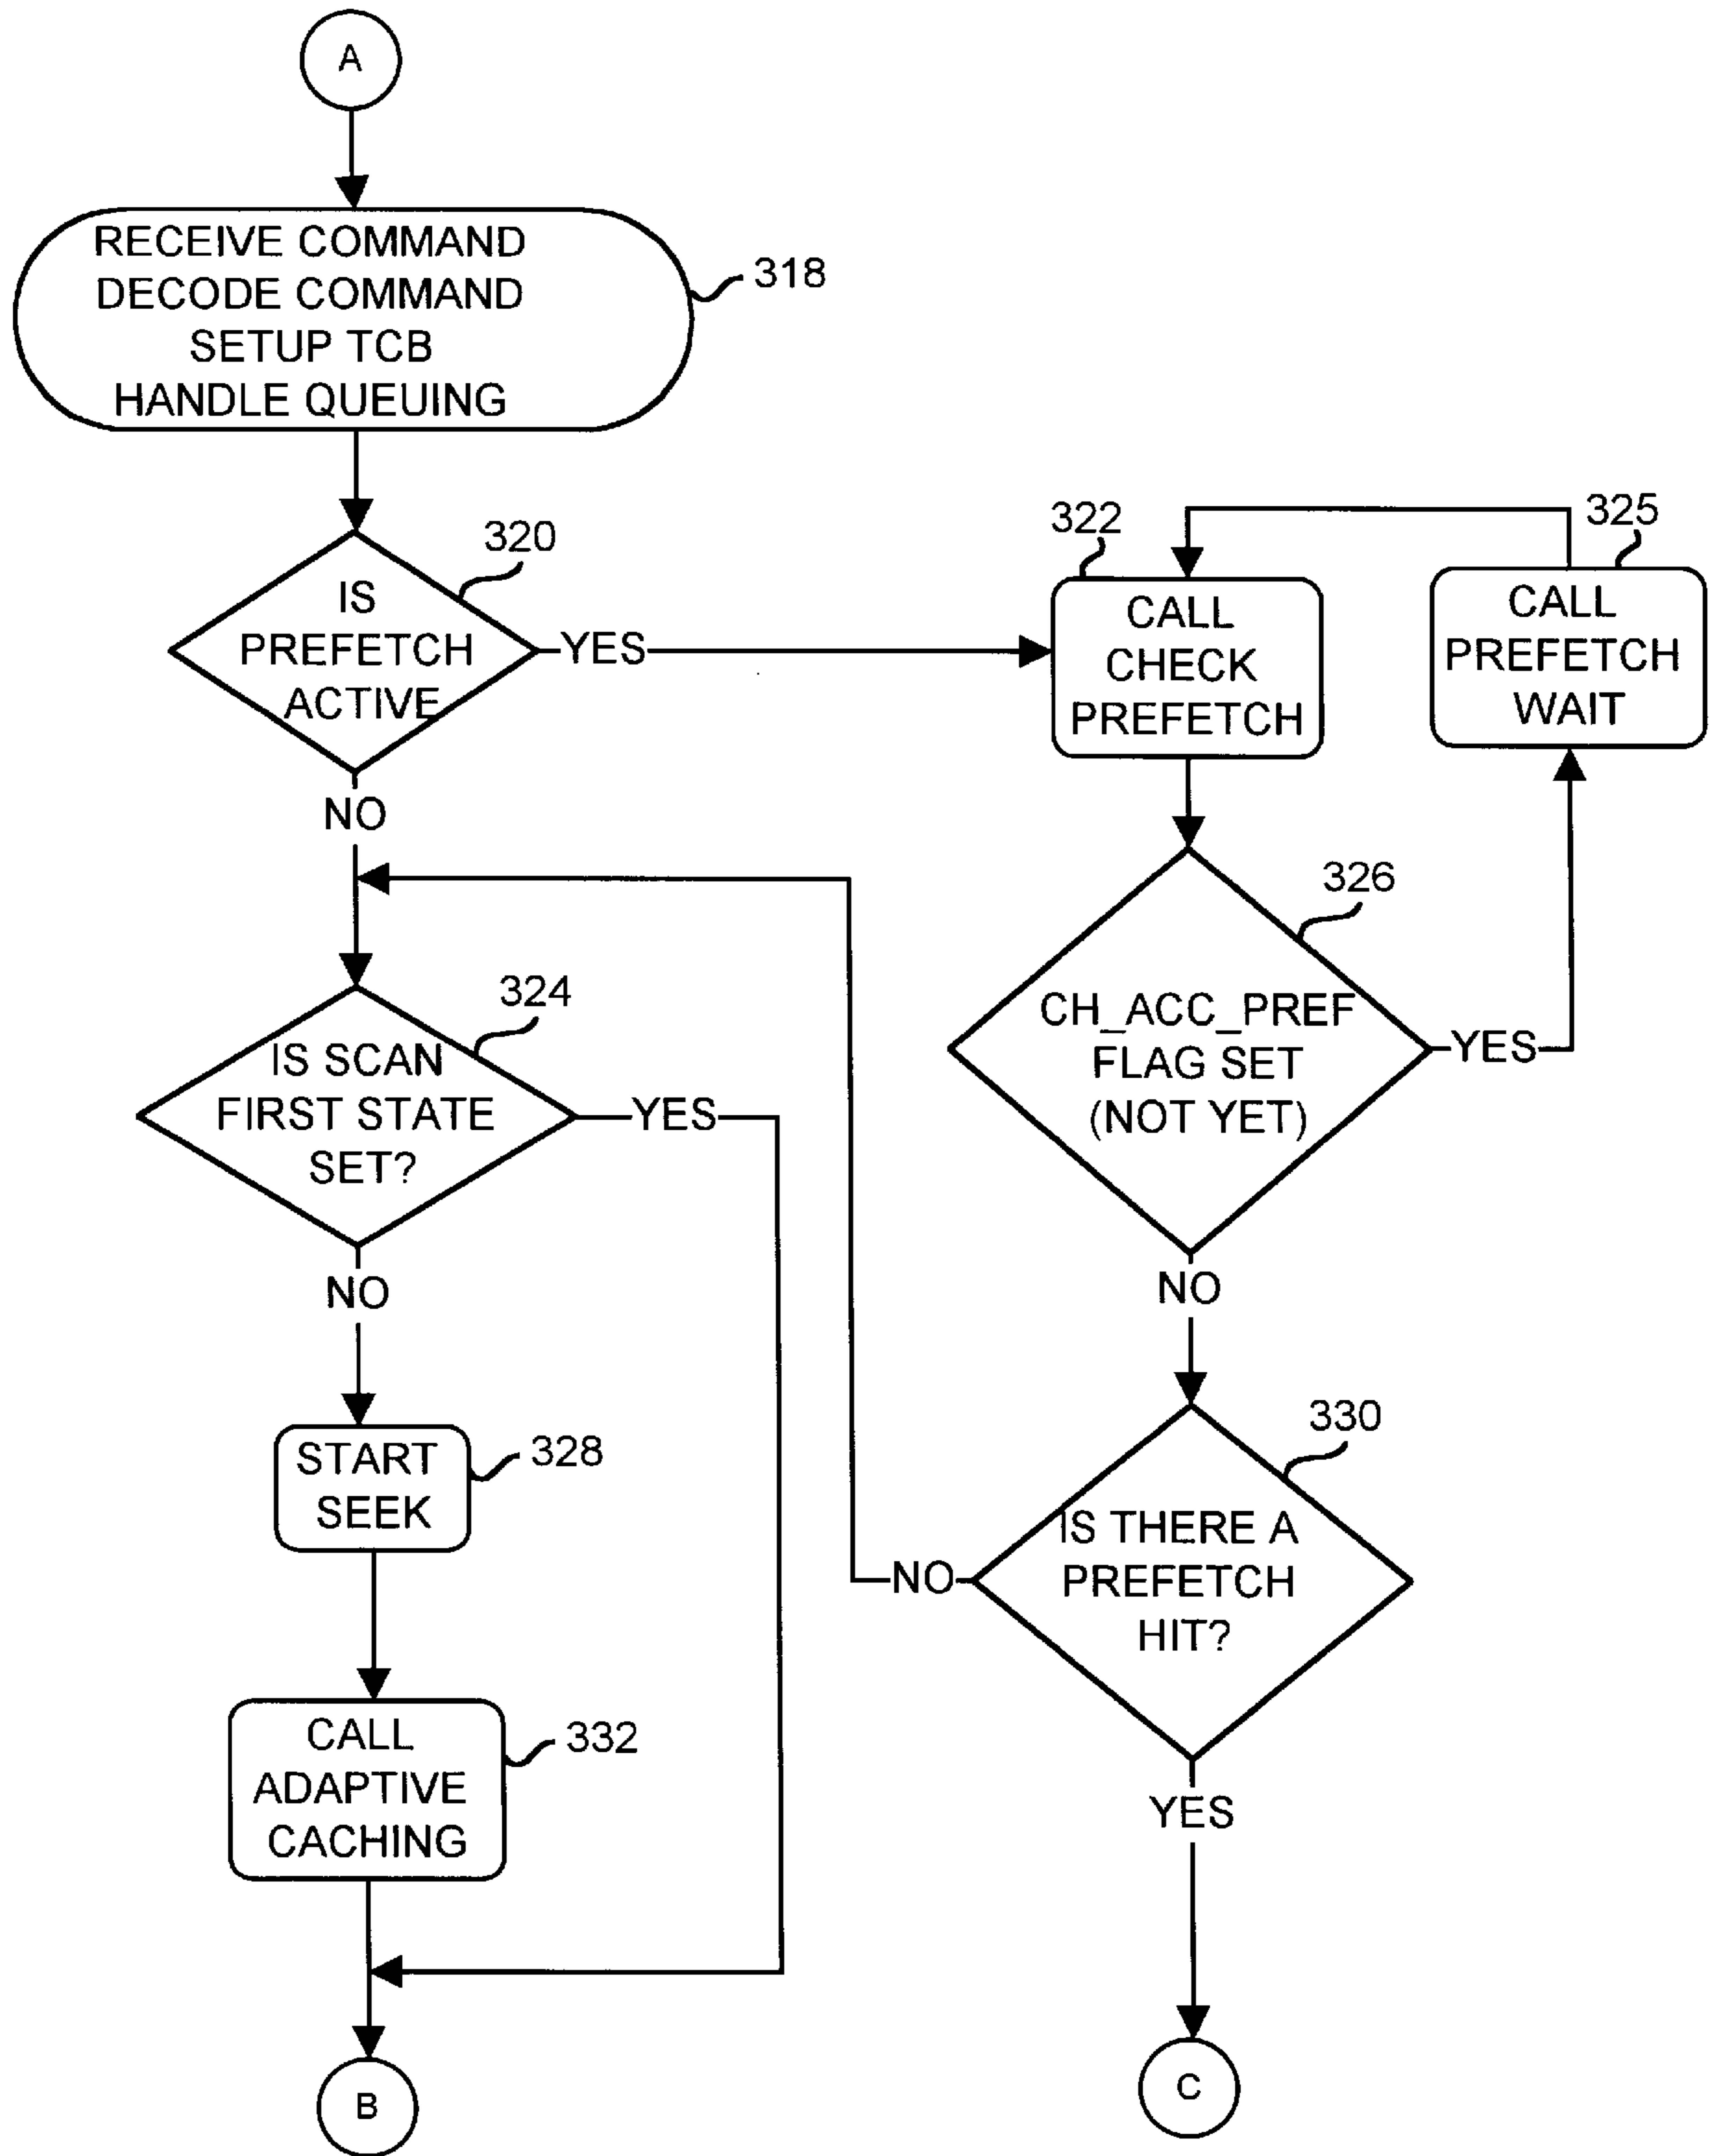 A
RECEIVE COMMAND
DECODE COMMAND
SETUP TCB
HANDLE QUEUING
318
320
IS
PREFETCH
ACTIVE
YES
NO
322
CALL
CHECK
PREFETCH
325
CALL
PREFETCH
WAIT
326
CH_ACC_PREF
FLAG SET
(NOT YET)
YES
NO
324
IS SCAN
FIRST STATE
SET?
YES
NO
START
SEEK
328
330
IS THERE A
PREFETCH
HIT?
NO
YES
CALL
ADAPTIVE
CACHING
332
B
C